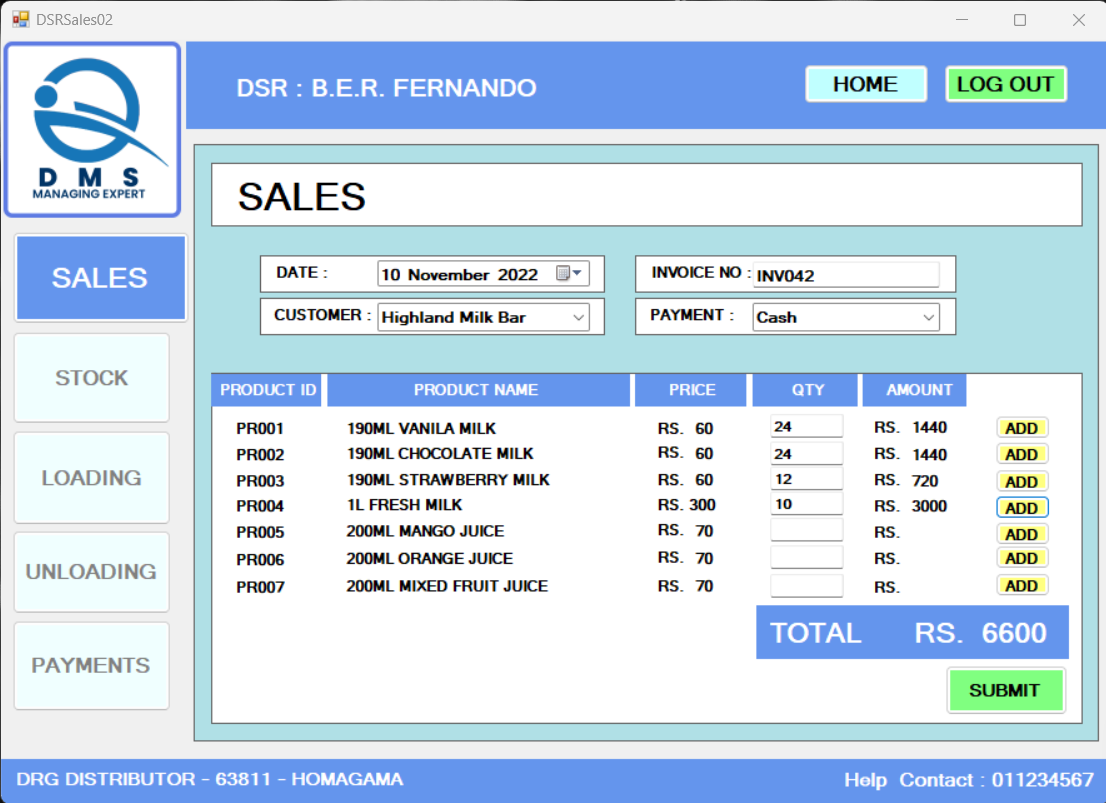 DSRSales02
DMS
MANAGING EXPERT
DSR : B.E.R. FERNANDO
HOME
LOG OUT
SALES
STOCK
LOADING
UNLOADING
PAYMENTS
SALES
DATE : 10 November 2022
INVOICE NO : INV042
CUSTOMER : Highland Milk Bar
PAYMENT : Cash
PRODUCT ID PRODUCT NAME PRICE QTY AMOUNT
PR001 190ML VANILA MILK RS. 60 24 RS. 1440 ADD
PR002 190ML CHOCOLATE MILK RS. 60 24 RS. 1440 ADD
PR003 190ML STRAWBERRY MILK RS. 60 12 RS. 720 ADD
PR004 1L FRESH MILK RS. 300 10 RS. 3000 ADD
PR005 200ML MANGO JUICE RS. 70 RS. ADD
PR006 200ML ORANGE JUICE RS. 70 RS. ADD
PR007 200ML MIXED FRUIT JUICE RS. 70 RS. ADD
TOTAL RS. 6600
SUBMIT
DRG DISTRIBUTOR - 63811 - HOMAGAMA
Help Contact : 011234567